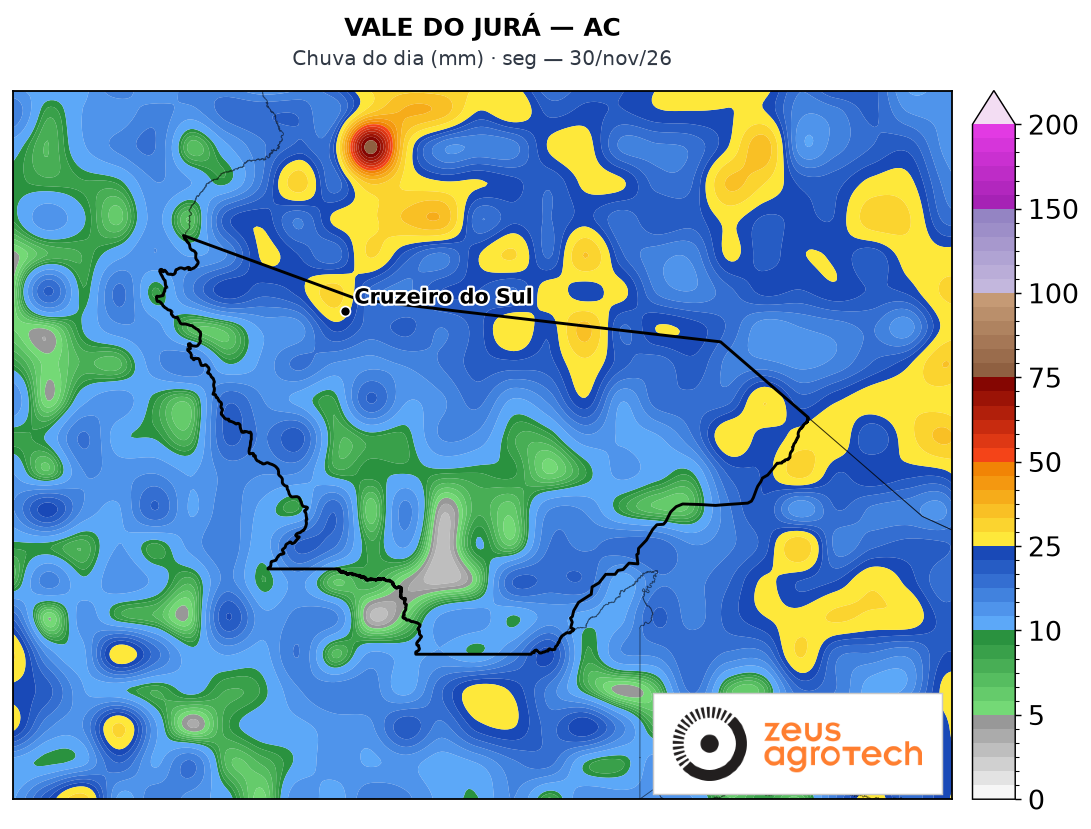 VALE DO JURÁ — AC
Chuva do dia (mm) · seg — 30/nov/26
Cruzeiro do Sul
200
150
100
75
50
25
10
5
0
zeus
agrotech